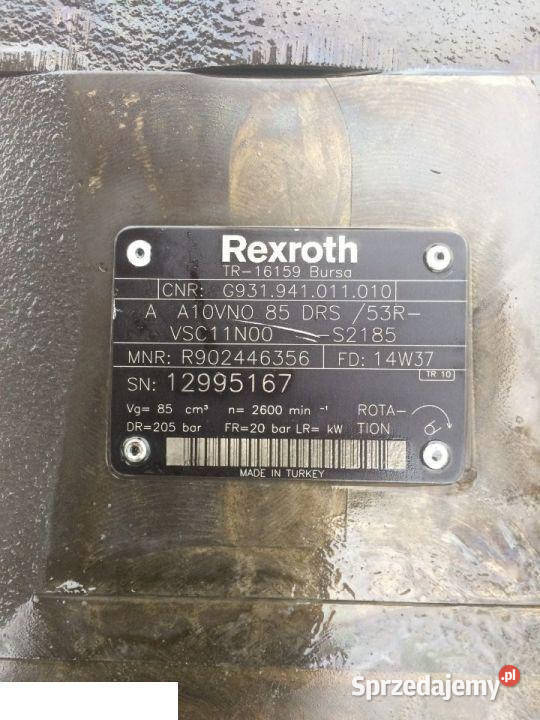 Rexroth
TR-16159 Bursa
CNR: G931.941.011.010
A A10VNO 85 DRS /53R-
VSC11N00 -S2185
MNR: R902446356 FD: 14W37
SN: 12995167 TR 10
Vg= 85 cm³ n= 2600 min⁻¹ ROTA-
DR=205 bar FR=20 bar LR= kW TION
MADE IN TURKEY
Sprzedajemy.pl